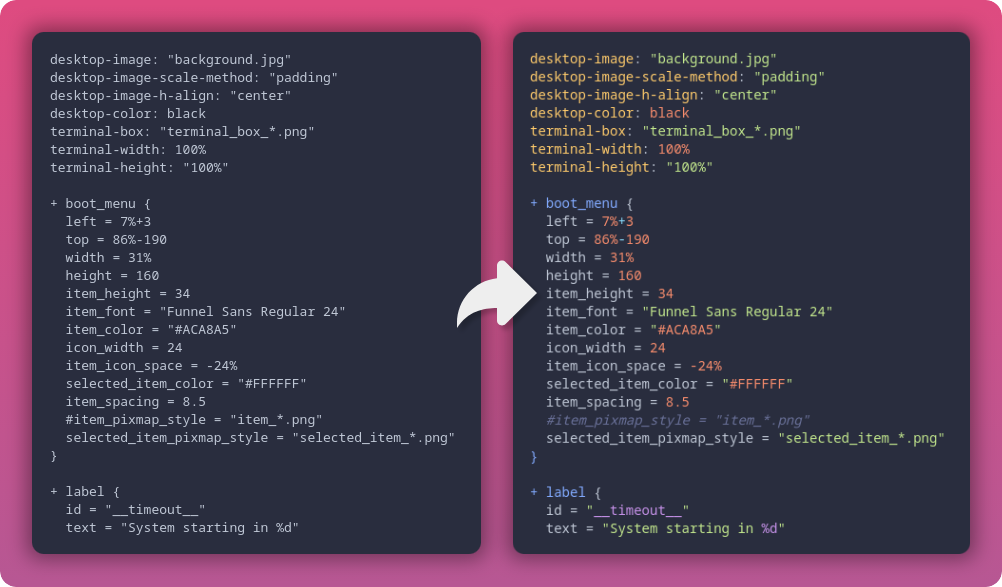 desktop-image: "background.jpg"
desktop-image-scale-method: "padding"
desktop-image-h-align: "center"
desktop-color: black
terminal-box: "terminal_box_*.png"
terminal-width: 100%
terminal-height: "100%"

+ boot_menu {
  left = 7%+3
  top = 86%-190
  width = 31%
  height = 160
  item_height = 34
  item_font = "Funnel Sans Regular 24"
  item_color = "#ACA8A5"
  icon_width = 24
  item_icon_space = -24%
  selected_item_color = "#FFFFFF"
  item_spacing = 8.5
  #item_pixmap_style = "item_*.png"
  selected_item_pixmap_style = "selected_item_*.png"
}

+ label {
  id = "__timeout__"
  text = "System starting in %d"

desktop-image: "background.jpg"
desktop-image-scale-method: "padding"
desktop-image-h-align: "center"
desktop-color: black
terminal-box: "terminal_box_*.png"
terminal-width: 100%
terminal-height: "100%"

+ boot_menu {
  left = 7%+3
  top = 86%-190
  width = 31%
  height = 160
  item_height = 34
  item_font = "Funnel Sans Regular 24"
  item_color = "#ACA8A5"
  icon_width = 24
  item_icon_space = -24%
  selected_item_color = "#FFFFFF"
  item_spacing = 8.5
  #item_pixmap_style = "item_*.png"
  selected_item_pixmap_style = "selected_item_*.png"
}

+ label {
  id = "__timeout__"
  text = "System starting in %d"